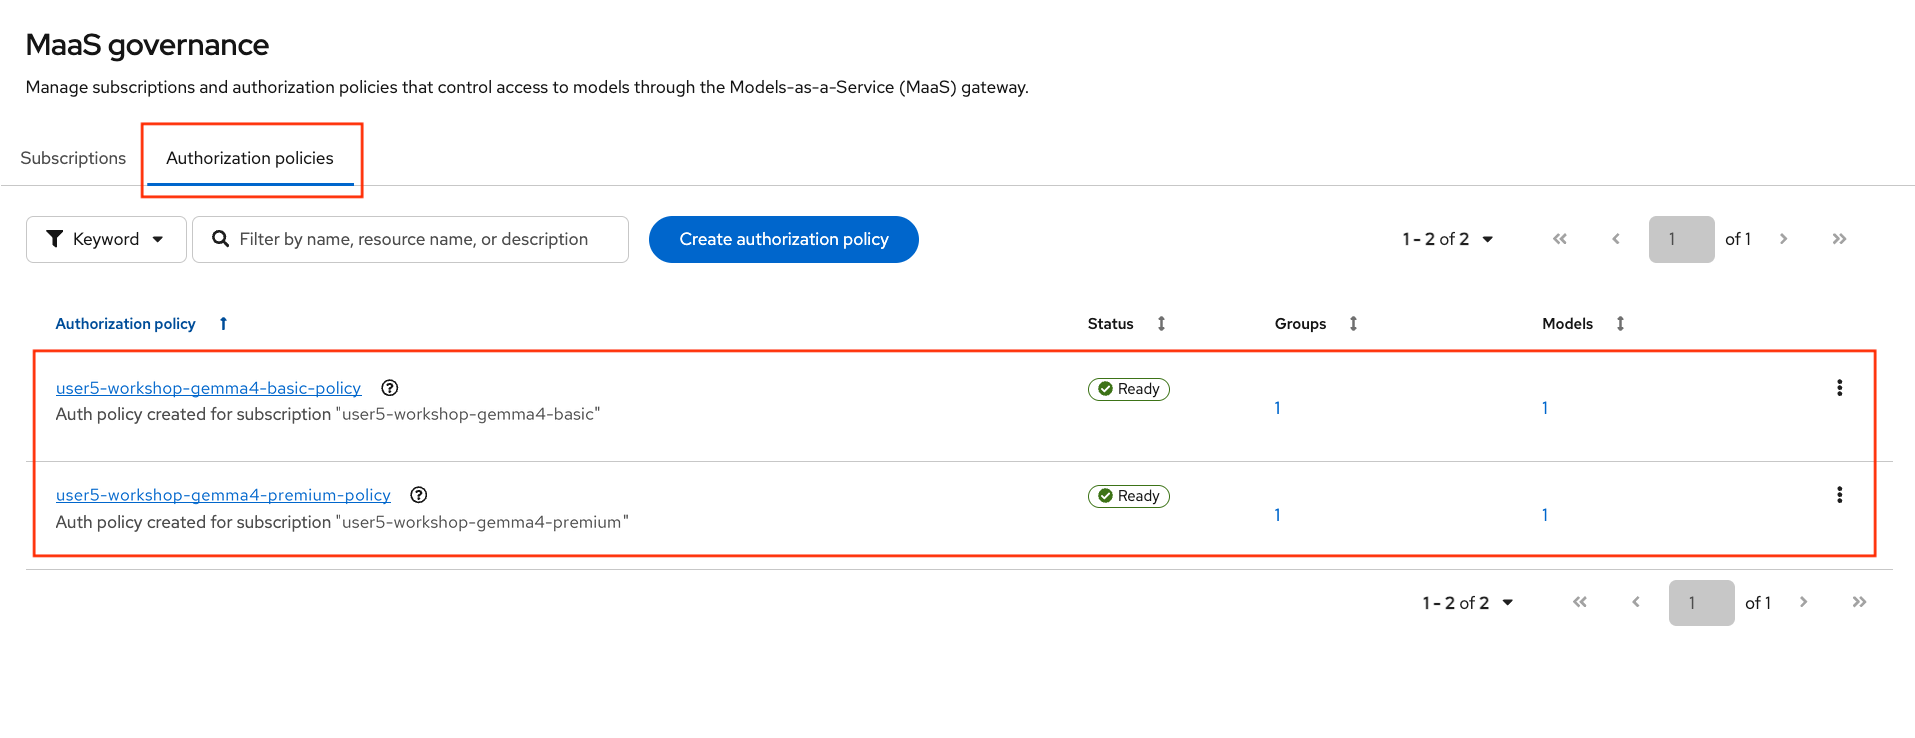 MaaS governance
Manage subscriptions and authorization policies that control access to models through the Models-as-a-Service (MaaS) gateway.
Subscriptions Authorization policies
Keyword Filter by name, resource name, or description Create authorization policy 1 - 2 of 2 1 of 1
Authorization policy Status Groups Models
user5-workshop-gemma4-basic-policy Ready
Auth policy created for subscription "user5-workshop-gemma4-basic" 1 1
user5-workshop-gemma4-premium-policy Ready
Auth policy created for subscription "user5-workshop-gemma4-premium" 1 1
1 - 2 of 2 1 of 1